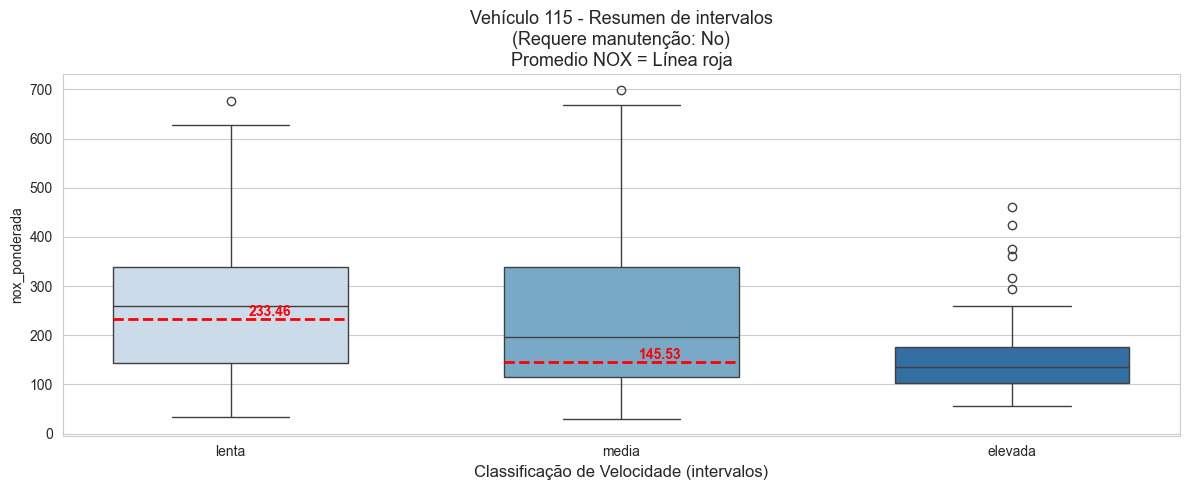 Vehículo 115 - Resumen de intervalos
(Requere manutenção: No)
Promedio NOX = Línea roja
700
600
500
400
300
200
100
0
nox_ponderada
233.46
145.53
lenta
media
elevada
Classificação de Velocidade (intervalos)